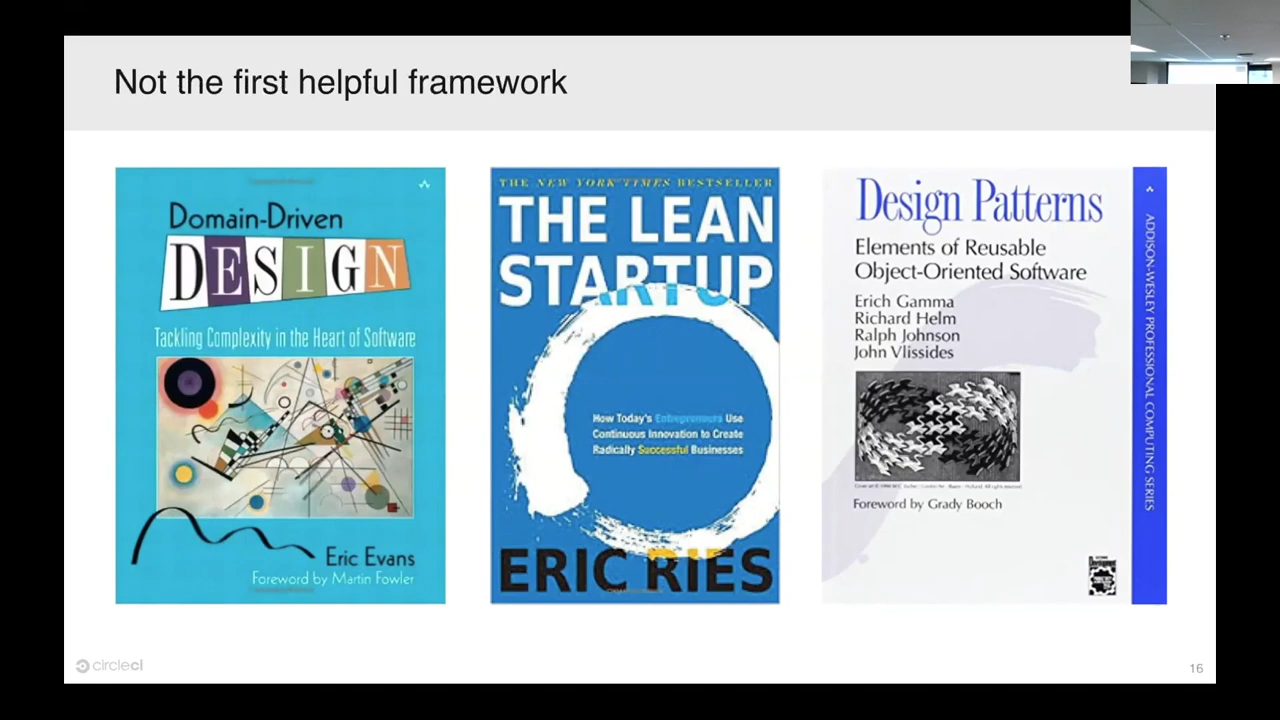 Not the first helpful framework
Domain-Driven
DESIGN
Tackling Complexity in the Heart of Software
Eric Evans
Foreword by Martin Fowler
THE NEW YORK TIMES BESTSELLER
THE LEAN
STARTUP
How Today's Entrepreneurs Use
Continuous Innovation to Create
Radically Successful Businesses
ERIC RIES
Design Patterns
Elements of Reusable
Object-Oriented Software
Erich Gamma
Richard Helm
Ralph Johnson
John Vlissides
Foreword by Grady Booch
ADDISON-WESLEY PROFESSIONAL COMPUTING SERIES
circleci
16